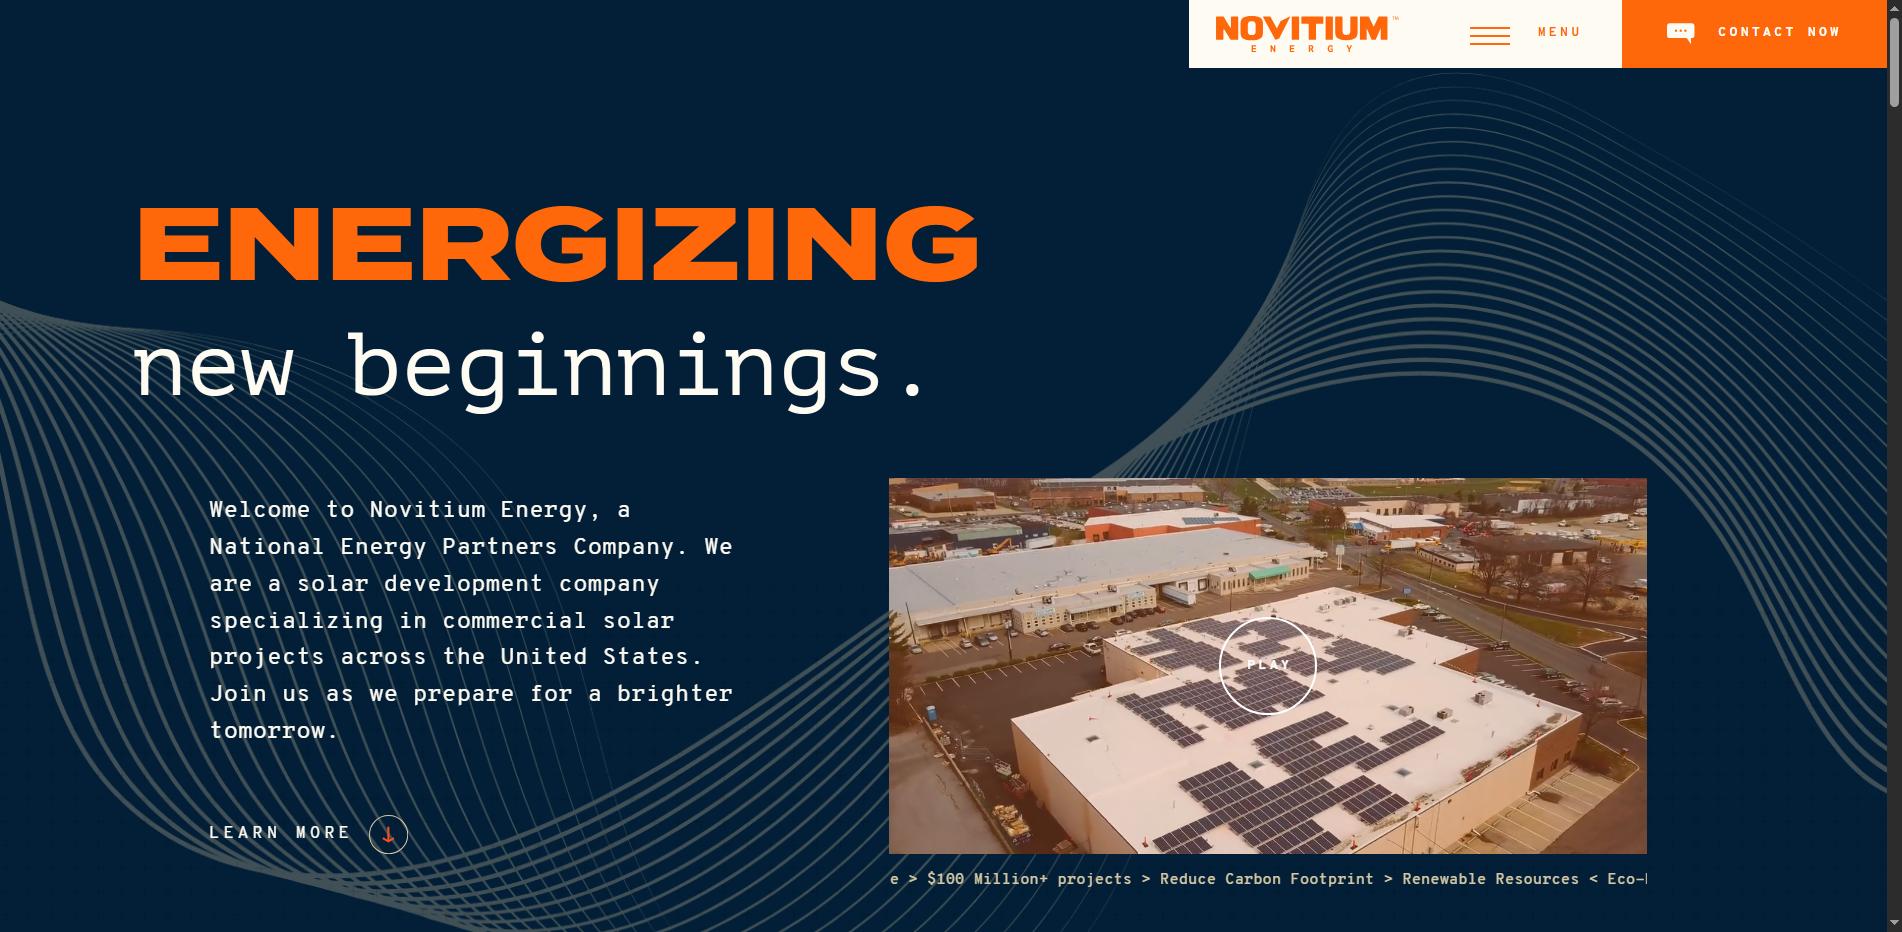 NOVITIUM™
ENERGY
MENU
CONTACT NOW
ENERGIZING
new beginnings.
Welcome to Novitium Energy, a
National Energy Partners Company. We
are a solar development company
specializing in commercial solar
projects across the United States.
Join us as we prepare for a brighter
tomorrow.
PLAY
LEARN MORE
e > $100 Million+ projects > Reduce Carbon Footprint > Renewable Resources < Eco-